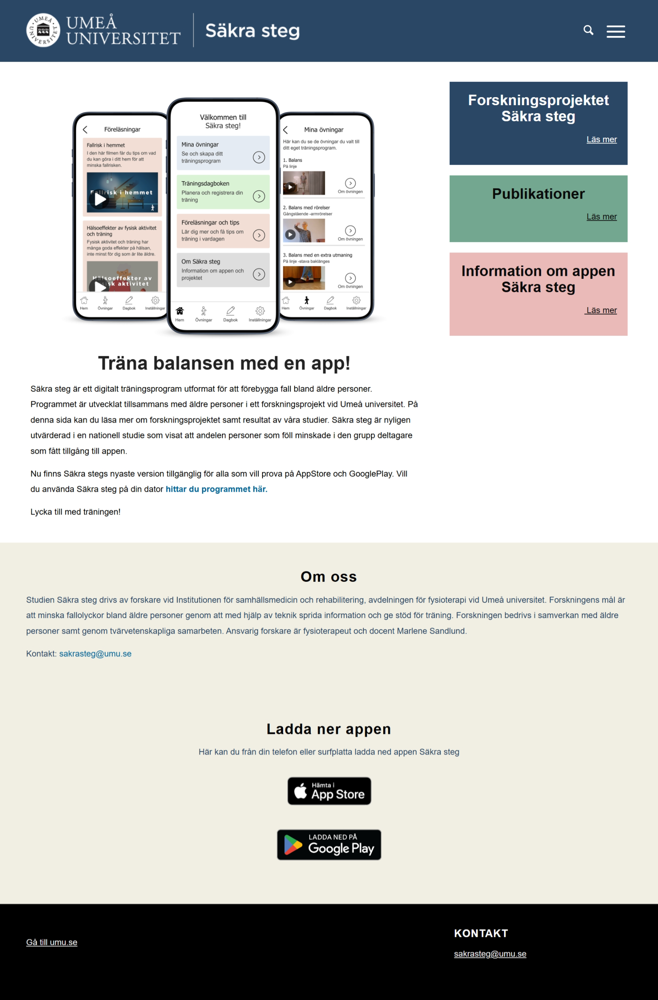 UMEÅ
UNIVERSITET
Säkra steg
Föreläsningar
Fallrisk i hemmet
I den här filmen får du tips om vad
du kan göra i ditt hem för att
minska fallrisken.
Fallrisk i hemmet
Hälsoeffekter av fysisk aktivitet
och träning
Fysisk aktivitet och träning har
många goda effekter på hälsan,
inte minst för dig som är lite äldre.
Hälsoeffekter av
aktivitet
Hem Övningar Dagbok Inställningar
Välkommen till
Säkra steg!
Mina övningar
Se och skapa ditt
träningsprogram
Träningsdagboken
Planera och registrera din
träning
Föreläsningar och tips
Lär dig mer och få tips om
träning i vardagen
Om Säkra steg
Information om appen och
projektet
Hem Övningar Dagbok Inställningar
Mina övningar
Här kan du se de övningar du valt till
ditt eget träningsprogram.
1. Balans
På linje
Om övningen
2. Balans med rörelser
Gångstående -armrörelser
Om övningen
3. Balans med en extra utmaning
På linje -stava baklänges
Om övningen
Hem Övningar Dagbok Inställningar
Forskningsprojektet
Säkra steg
Läs mer
Publikationer
Läs mer
Information om appen
Säkra steg
Läs mer
Träna balansen med en app!
Säkra steg är ett digitalt träningsprogram utformat för att förebygga fall bland äldre personer.
Programmet är utvecklat tillsammans med äldre personer i ett forskningsprojekt vid Umeå universitet. På
denna sida kan du läsa mer om forskningsprojektet samt resultat av våra studier. Säkra steg är nyligen
utvärderad i en nationell studie som visat att andelen personer som föll minskade i den grupp deltagare
som fått tillgång till appen.
Nu finns Säkra stegs nyaste version tillgänglig för alla som vill prova på AppStore och GooglePlay. Vill
du använda Säkra steg på din dator hittar du programmet här.
Lycka till med träningen!
Om oss
Studien Säkra steg drivs av forskare vid Institutionen för samhällsmedicin och rehabilitering, avdelningen för fysioterapi vid Umeå universitet. Forskningens mål är
att minska fallolyckor bland äldre personer genom att med hjälp av teknik sprida information och ge stöd för träning. Forskningen bedrivs i samverkan med äldre
personer samt genom tvärvetenskapliga samarbeten. Ansvarig forskare är fysioterapeut och docent Marlene Sandlund.
Kontakt: sakrasteg@umu.se
Ladda ner appen
Här kan du från din telefon eller surfplatta ladda ned appen Säkra steg
Hämta i
App Store
LADDA NED PÅ
Google Play
Gå till umu.se
KONTAKT
sakrasteg@umu.se